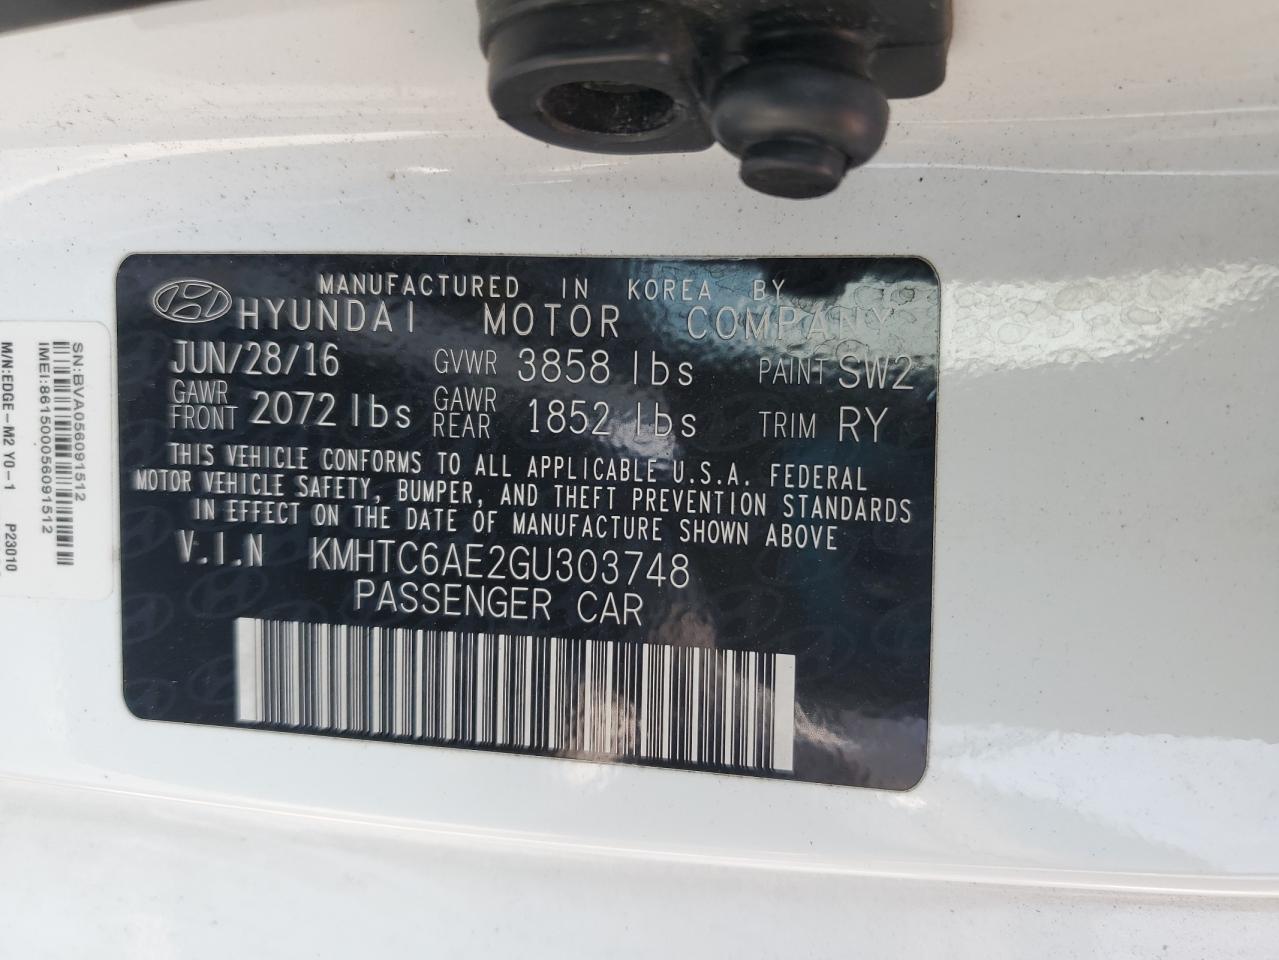 MANUFACTURED IN KOREA BY
HYUNDAI MOTOR COMPANY
JUN/28/16 GVWR 3858 lbs PAINT SW2
GAWR FRONT 2072 lbs GAWR REAR 1852 lbs TRIM RY
THIS VEHICLE CONFORMS TO ALL APPLICABLE U.S.A. FEDERAL
MOTOR VEHICLE SAFETY, BUMPER, AND THEFT PREVENTION STANDARDS
IN EFFECT ON THE DATE OF MANUFACTURE SHOWN ABOVE
V.I.N KMHTC6AE2GU303748
PASSENGER CAR
SN:BVA056091512
IMEI:861500056091512
M/N:EDGE-M2 Y0-1 P23010